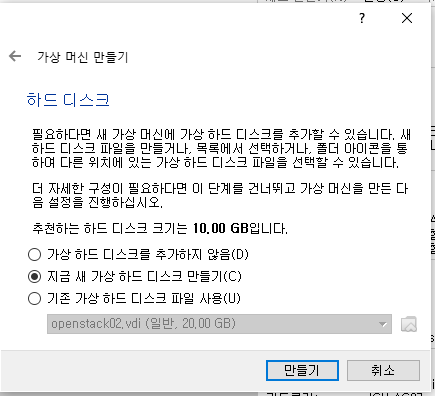 가상 머신 만들기
하드 디스크
필요하다면 새 가상 머신에 가상 하드 디스크를 추가할 수 있습니다. 새
하드 디스크 파일을 만들거나, 목록에서 선택하거나, 폴더 아이콘을 통
하여 다른 위치에 있는 가상 하드 디스크 파일을 선택할 수 있습니다.
더 자세한 구성이 필요하다면 이 단계를 건너뛰고 가상 머신을 만든 다
음 설정을 진행하십시오.
추천하는 하드 디스크 크기는 10,00 GB입니다.
가상 하드 디스크를 추가하지 않음(D)
지금 새 가상 하드 디스크 만들기(C)
기존 가상 하드 디스크 파일 사용(U)
openstack02.vdi (일반, 20,00 GB)
만들기
취소